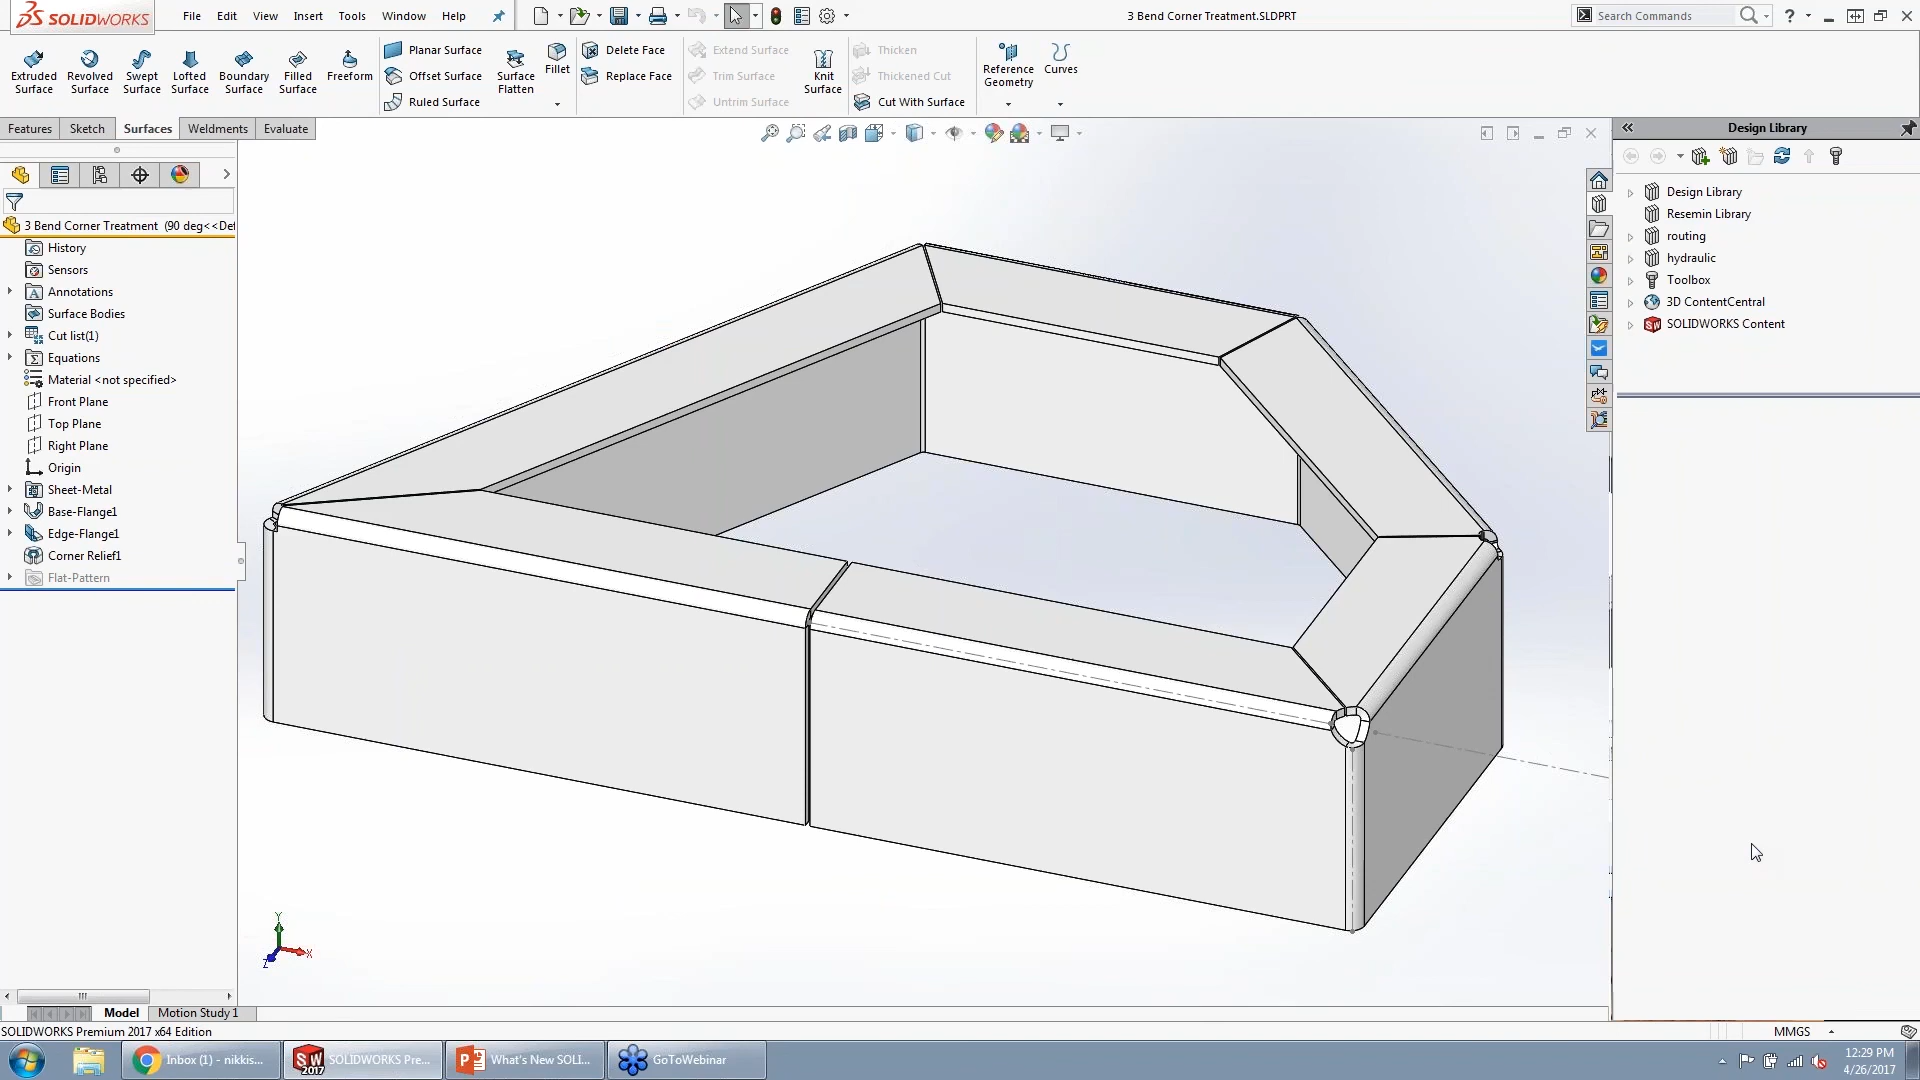 SOLIDWORKS File Edit View Insert Tools Window Help 3 Bend Corner Treatment.SLDPRT Search Commands
Extruded Surface
Revolved Surface
Swept Surface
Lofted Surface
Boundary Surface
Filled Surface
Freeform
Planar Surface
Offset Surface
Ruled Surface
Surface Flatten
Fillet
Delete Face
Replace Face
Extend Surface
Trim Surface
Untrim Surface
Knit Surface
Thicken
Thickened Cut
Cut With Surface
Reference Geometry
Curves
Features Sketch Surfaces Weldments Evaluate
3 Bend Corner Treatment (90 deg<<Def
History
Sensors
Annotations
Surface Bodies
Cut list(1)
Equations
Material <not specified>
Front Plane
Top Plane
Right Plane
Origin
Sheet-Metal
Base-Flange1
Edge-Flange1
Corner Relief1
Flat-Pattern
Y
X
Z
Design Library
Design Library
Resemin Library
routing
hydraulic
Toolbox
3D ContentCentral
SOLIDWORKS Content
Model Motion Study 1
SOLIDWORKS Premium 2017 x64 Edition MMGS
Inbox (1) - nikkis... SW 2017 SOLIDWORKS Pre... What's New SOLI... GoToWebinar
12:29 PM
4/26/2017